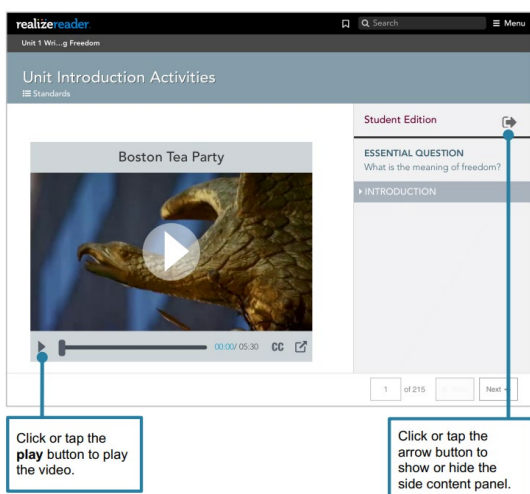 realizereader.
Search
Menu
Unit 1 Wri...g Freedom
Unit Introduction Activities
Standards
Student Edition
ESSENTIAL QUESTION
What is the meaning of freedom?
INTRODUCTION
Boston Tea Party
00:00/ 05:30 CC
1 of 215
Next
Click or tap the
play button to play
the video.
Click or tap the
arrow button to
show or hide the
side content panel.